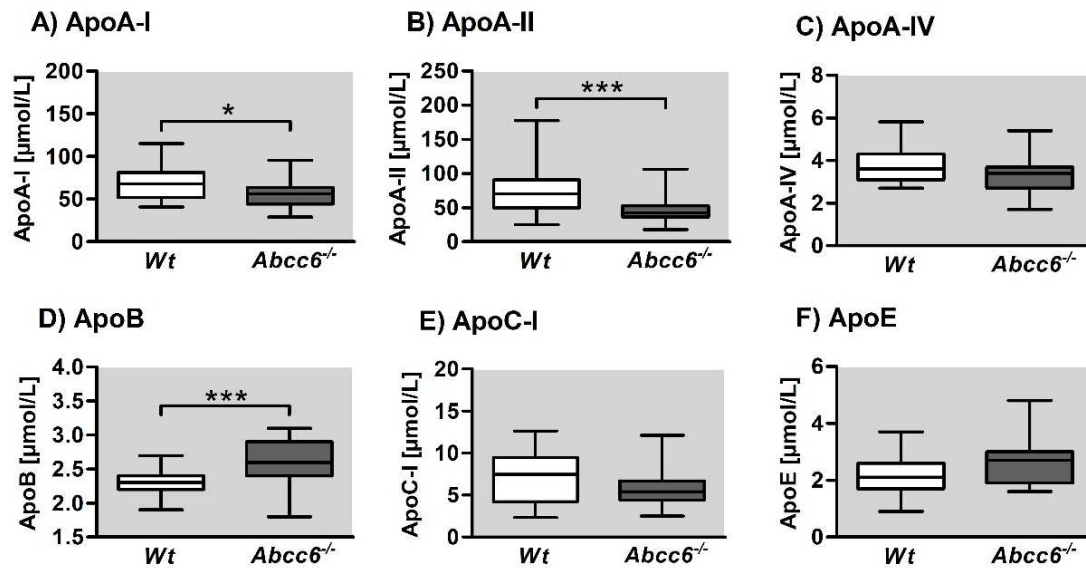 A) ApoA-I
ApoA-I [µmol/L]
200
150
100
50
0
*
Wt
Abcc6-/-
B) ApoA-II
ApoA-II [µmol/L]
250
200
150
100
50
0
***
Wt
Abcc6-/-
C) ApoA-IV
ApoA-IV [µmol/L]
8
6
4
2
0
Wt
Abcc6-/-
D) ApoB
ApoB [µmol/L]
4.0
3.5
3.0
2.5
2.0
1.5
***
Wt
Abcc6-/-
E) ApoC-I
ApoC-I [µmol/L]
20
15
10
5
0
Wt
Abcc6-/-
F) ApoE
ApoE [µmol/L]
6
4
2
0
Wt
Abcc6-/-